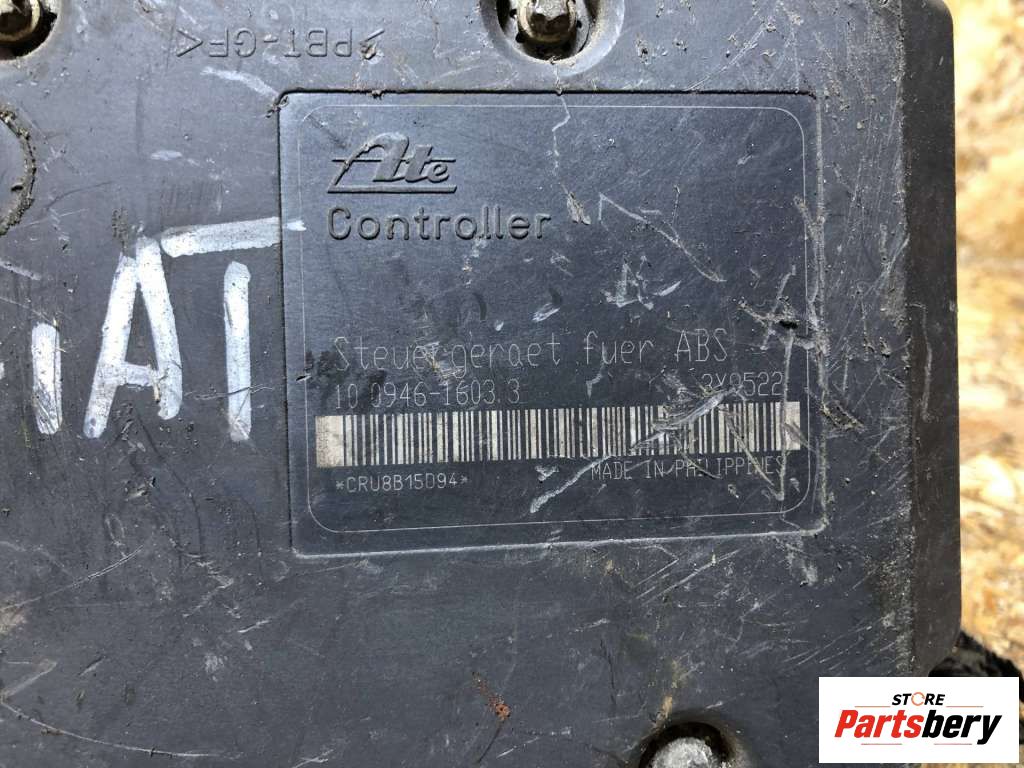 >PBT-GF<
Ate
Controller
IAT
Steuergeraet fuer ABS
10.0946-1603.3
*CRU8B15D94* MADE IN PHILIPPINES
STORE
Partsbery